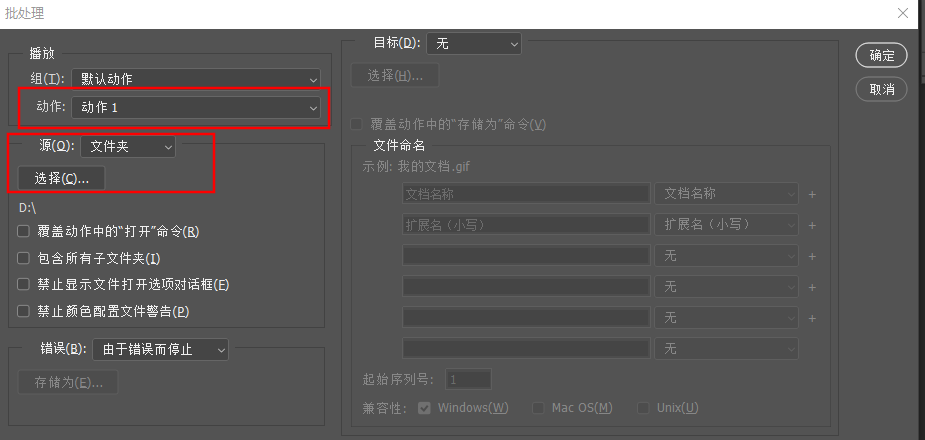 批处理
播放
组(T): 默认动作
动作: 动作 1
源(O): 文件夹
选择(C)...
D:\
覆盖动作中的“打开”命令(R)
包含所有子文件夹(I)
禁止显示文件打开选项对话框(E)
禁止颜色配置文件警告(P)
错误(B): 由于错误而停止
存储为(E)...
目标(D): 无
选择(H)...
覆盖动作中的“存储为”命令(V)
文件命名
示例: 我的文档.gif
文档名称 文档名称 +
扩展名（小写） 扩展名（小写） +
无 +
无 +
无 +
无
起始序列号: 1
兼容性: Windows(W) Mac OS(M) Unix(U)
确定
取消